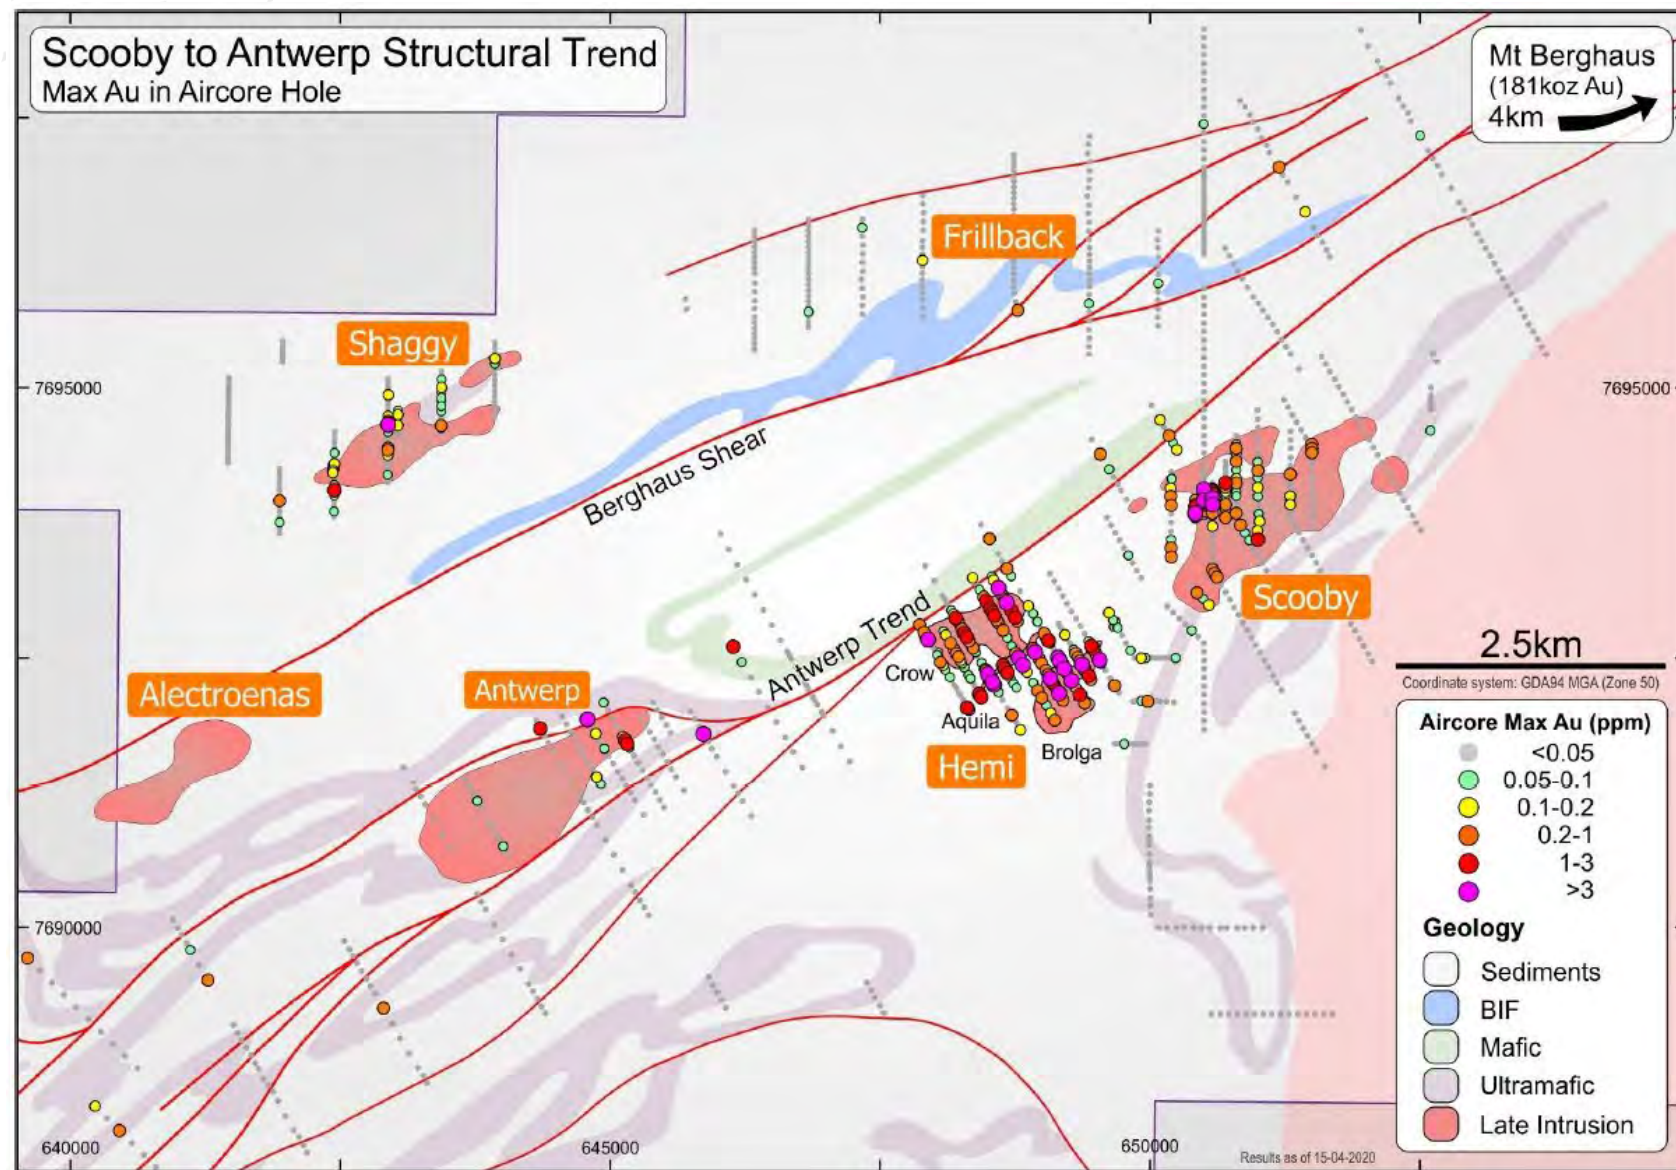 Scooby to Antwerp Structural Trend
Max Au in Aircore Hole
Mt Berghaus
(181koz Au)
4km
Frillback
Shaggy
7695000
7695000
Berghaus Shear
Scooby
Antwerp Trend
2.5km
Coordinate system: GDA94 MGA (Zone 50)
Crow
Alectroenas
Antwerp
Aquila
Brolga
Hemi
Aircore Max Au (ppm)
<0.05
0.05-0.1
0.1-0.2
0.2-1
1-3
>3
Geology
Sediments
BIF
Mafic
Ultramafic
Late Intrusion
7690000
640000
645000
650000
Results as of 15-04-2020